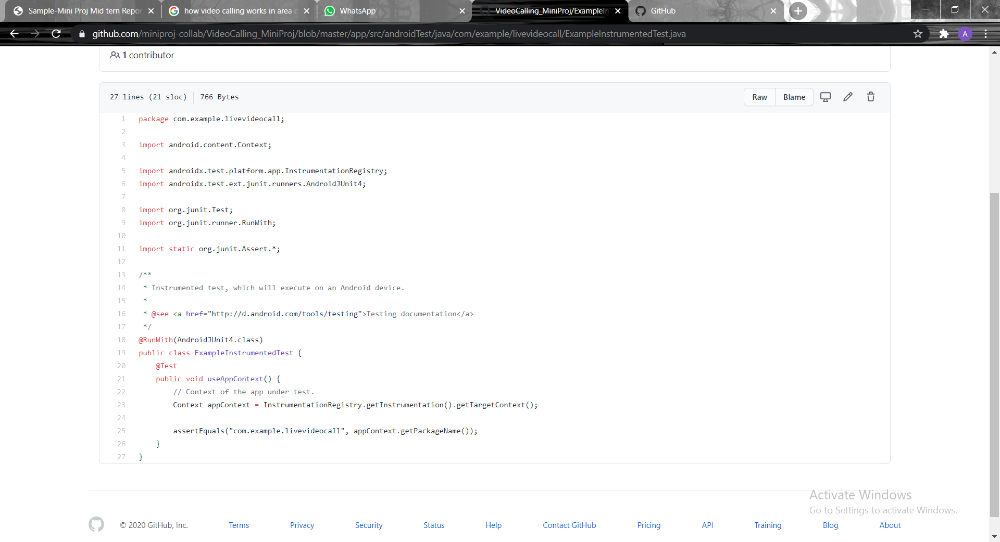 Sample-Mini Proj Mid tern Repor
how video calling works in area c
WhatsApp
VideoCalling_MiniProj/ExampleIn
GitHub
github.com/miniproj-collab/VideoCalling_MiniProj/blob/master/app/src/androidTest/java/com/example/livevideocall/ExampleInstrumentedTest.java
A
1 contributor
27 lines (21 sloc) 766 Bytes
Raw Blame
1 package com.example.livevideocall;
2
3 import android.content.Context;
4
5 import androidx.test.platform.app.InstrumentationRegistry;
6 import androidx.test.ext.junit.runners.AndroidJUnit4;
7
8 import org.junit.Test;
9 import org.junit.runner.RunWith;
10
11 import static org.junit.Assert.*;
12
13 /**
14  * Instrumented test, which will execute on an Android device.
15  *
16  * @see <a href="http://d.android.com/tools/testing">Testing documentation</a>
17  */
18 @RunWith(AndroidJUnit4.class)
19 public class ExampleInstrumentedTest {
20     @Test
21     public void useAppContext() {
22         // Context of the app under test.
23         Context appContext = InstrumentationRegistry.getInstrumentation().getTargetContext();
24
25         assertEquals("com.example.livevideocall", appContext.getPackageName());
26     }
27 }
Activate Windows
Go to Settings to activate Windows.
© 2020 GitHub, Inc. Terms Privacy Security Status Help Contact GitHub Pricing API Training Blog About